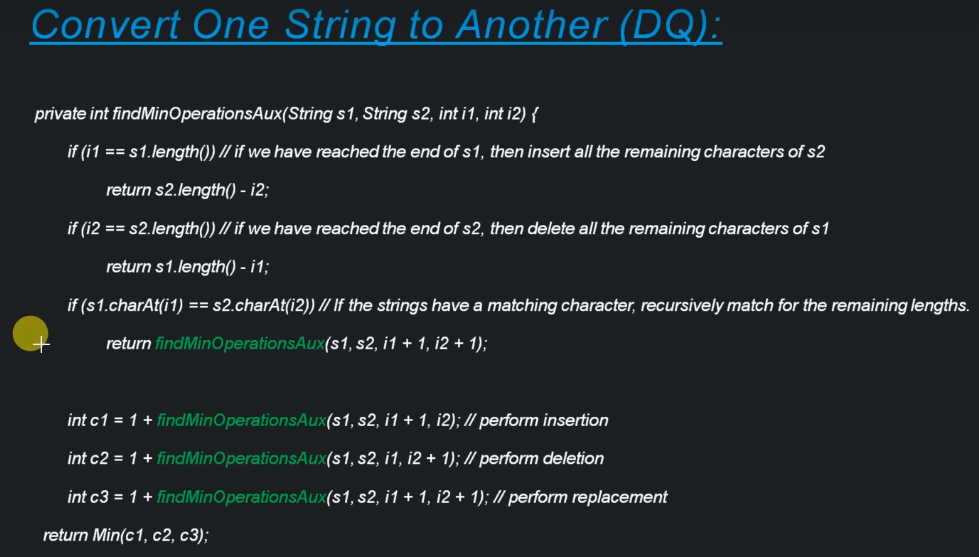 Convert One String to Another (DQ):
private int findMinOperationsAux(String s1, String s2, int i1, int i2) {
if (i1 == s1.length()) // if we have reached the end of s1, then insert all the remaining characters of s2
return s2.length() - i2;
if (i2 == s2.length()) // if we have reached the end of s2, then delete all the remaining characters of s1
return s1.length() - i1;
if (s1.charAt(i1) == s2.charAt(i2)) // If the strings have a matching character, recursively match for the remaining lengths.
return findMinOperationsAux(s1, s2, i1 + 1, i2 + 1);
int c1 = 1 + findMinOperationsAux(s1, s2, i1 + 1, i2); // perform insertion
int c2 = 1 + findMinOperationsAux(s1, s2, i1, i2 + 1); // perform deletion
int c3 = 1 + findMinOperationsAux(s1, s2, i1 + 1, i2 + 1); // perform replacement
return Min(c1, c2, c3);